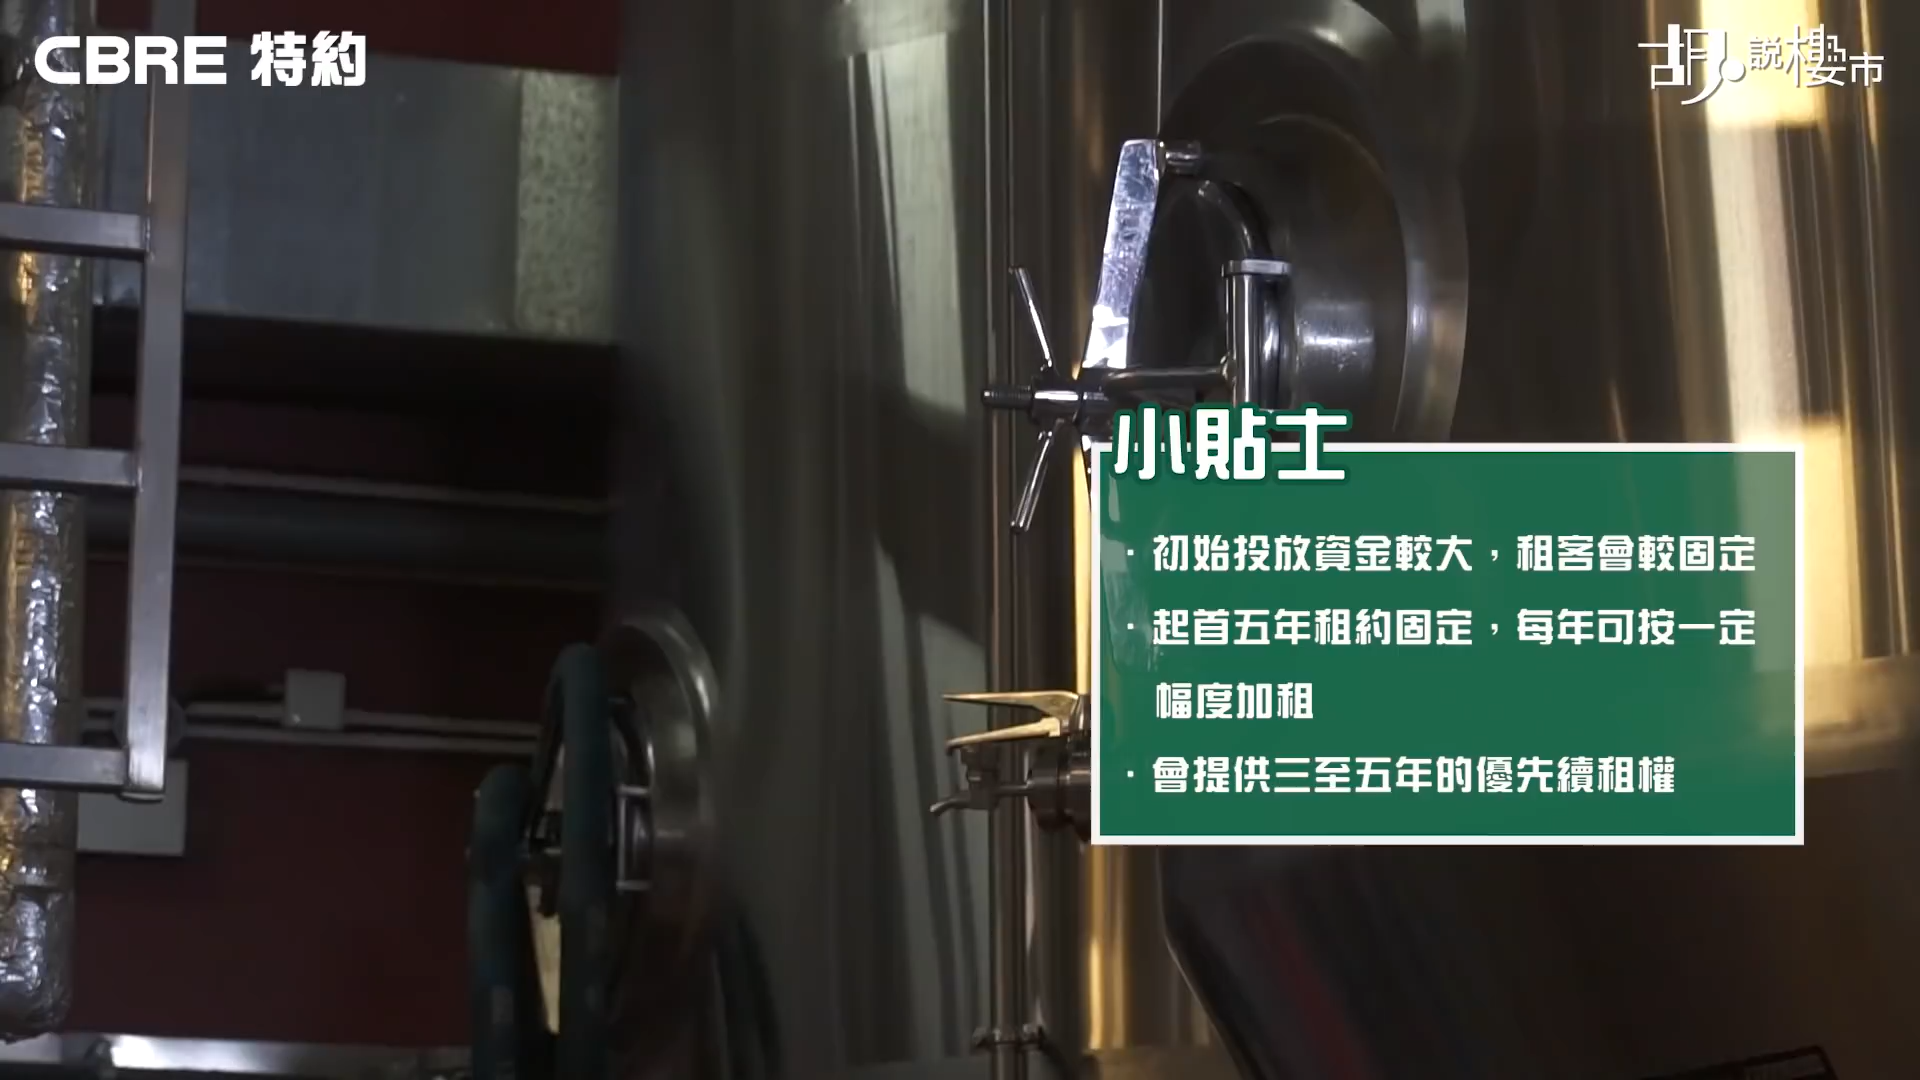 CBRE 特約
胡.說樓市
小貼士
·初始投放資金較大，租客會較固定
·起首五年租約固定，每年可按一定
幅度加租
·會提供三至五年的優先續租權